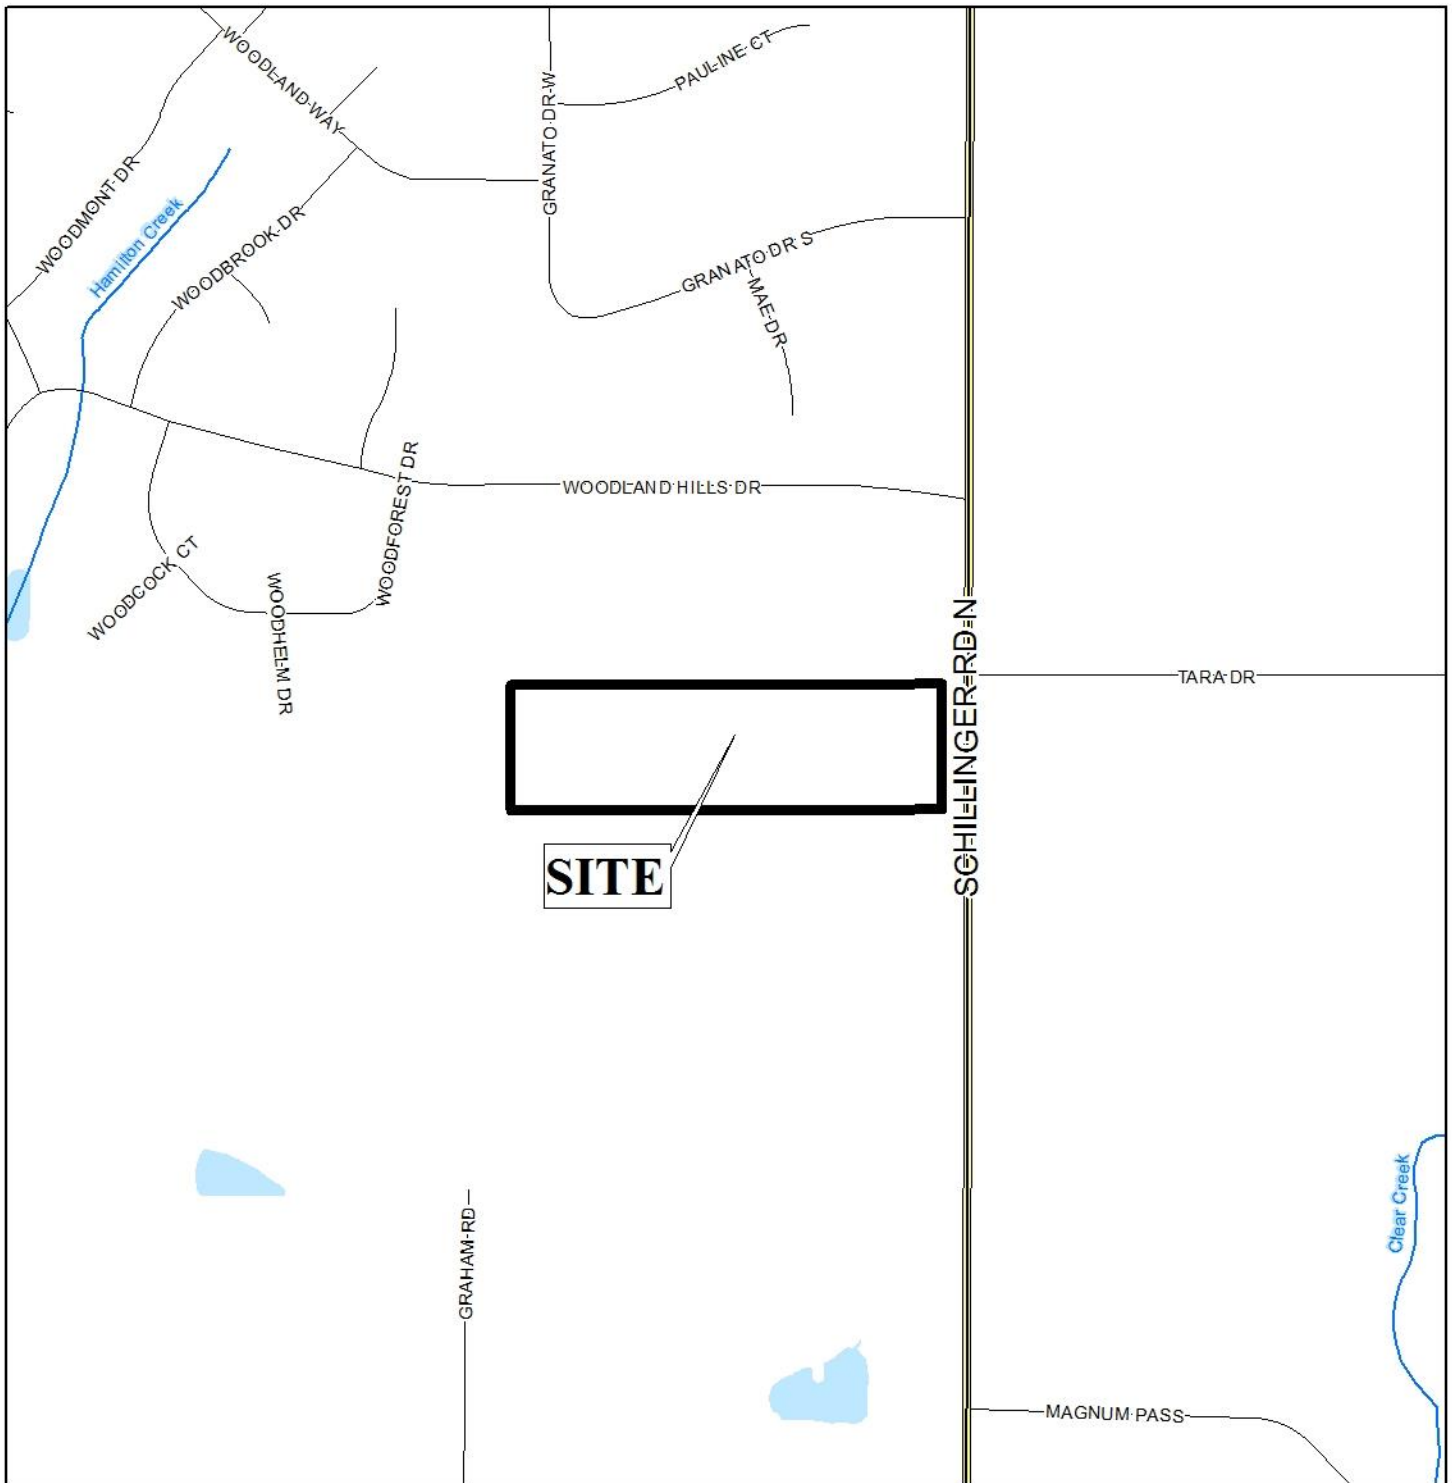 WOODLAND WAY
PAULINE CT
GRANATO DR W
WOODMONT DR
Hamilton Creek
WOODBROOK DR
GRANATO DR S
MAE DR
WOODLAND HILLS DR
WOODFOREST DR
WOODCOCK CT
WOODHELM DR
SCHILLINGER RD N
TARA DR
SITE
Clear Creek
GRAHAM RD
MAGNUM PASS